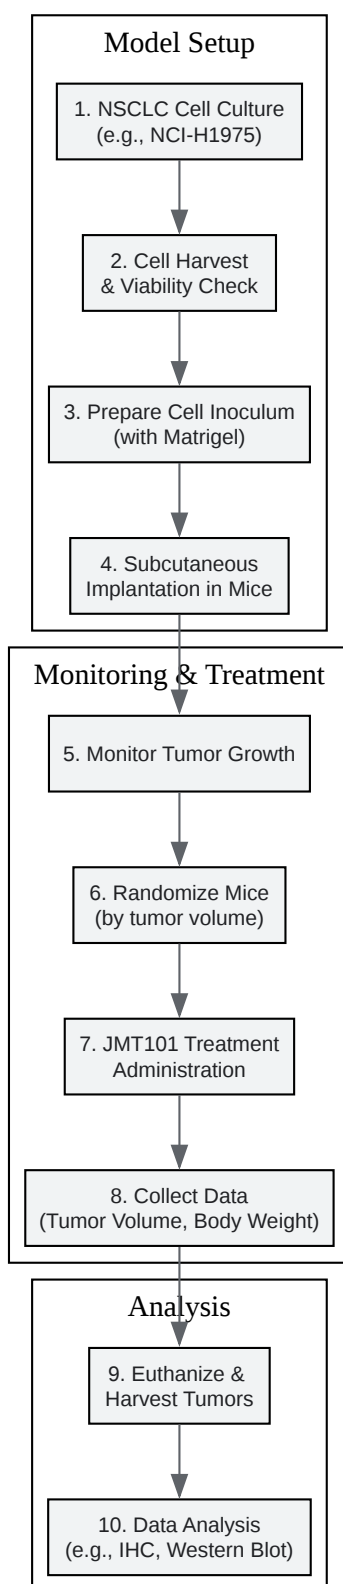 Model Setup
1. NSCLC Cell Culture
(e.g., NCI-H1975)
2. Cell Harvest
& Viability Check
3. Prepare Cell Inoculum
(with Matrigel)
4. Subcutaneous
Implantation in Mice
Monitoring & Treatment
5. Monitor Tumor Growth
6. Randomize Mice
(by tumor volume)
7. JMT101 Treatment
Administration
8. Collect Data
(Tumor Volume, Body Weight)
Analysis
9. Euthanize &
Harvest Tumors
10. Data Analysis
(e.g., IHC, Western Blot)